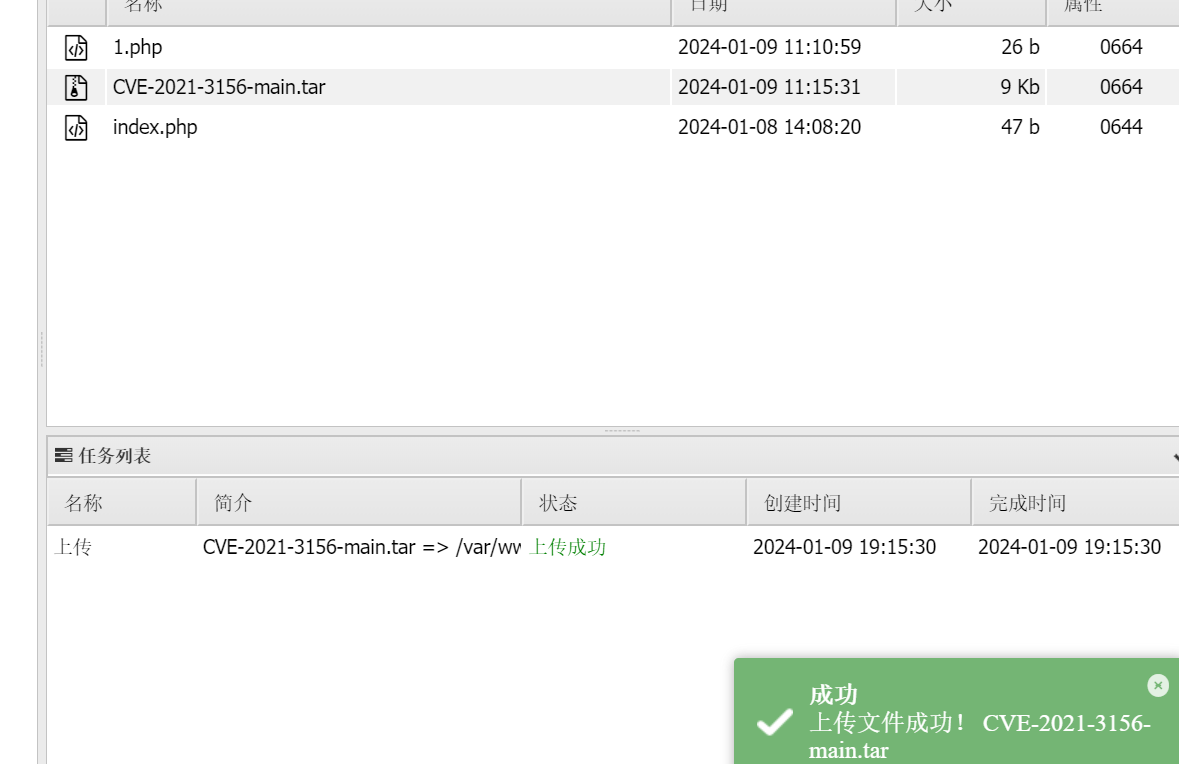 名称 日期 大小 属性
1.php 2024-01-09 11:10:59 26 b 0664
CVE-2021-3156-main.tar 2024-01-09 11:15:31 9 Kb 0664
index.php 2024-01-08 14:08:20 47 b 0644
任务列表
名称 简介 状态 创建时间 完成时间
上传 CVE-2021-3156-main.tar => /var/ww 上传成功 2024-01-09 19:15:30 2024-01-09 19:15:30
成功
上传文件成功！ CVE-2021-3156-
main.tar